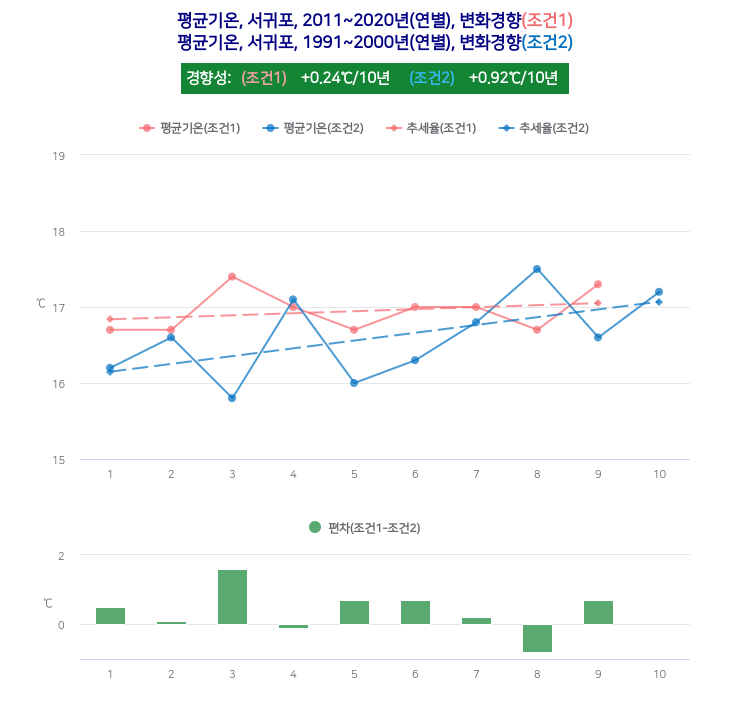 평균기온, 서귀포, 2011~2020년(연별), 변화경향(조건1)
평균기온, 서귀포, 1991~2000년(연별), 변화경향(조건2)
경향성: (조건1) +0.24℃/10년 (조건2) +0.92℃/10년
평균기온(조건1) 평균기온(조건2) 추세율(조건1) 추세율(조건2)
19
18
℃ 17
16
15
1 2 3 4 5 6 7 8 9 10
편차(조건1-조건2)
2
℃
0
1 2 3 4 5 6 7 8 9 10